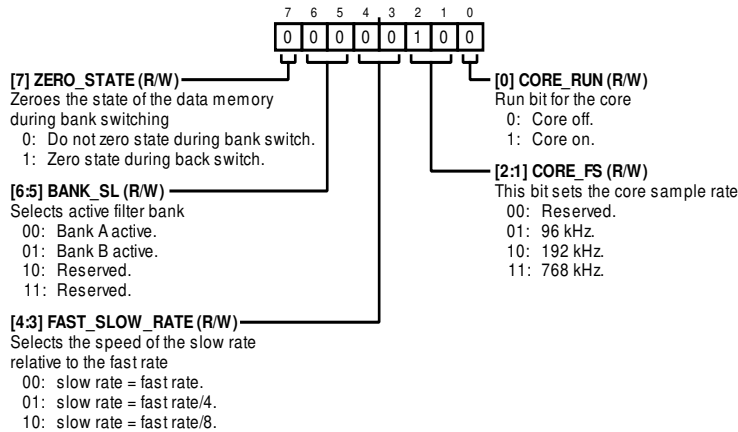 7 6 5 4 3 2 1 0
0 0 0 0 0 1 0 0
[7] ZERO_STATE (R/W)
Zeroes the state of the data memory
during bank switching
0: Do not zero state during bank switch.
1: Zero state during back switch.
[6:5] BANK_SL (R/W)
Selects active filter bank
00: Bank A active.
01: Bank B active.
10: Reserved.
11: Reserved.
[4:3] FAST_SLOW_RATE (R/W)
Selects the speed of the slow rate
relative to the fast rate
00: slow rate = fast rate.
01: slow rate = fast rate/4.
10: slow rate = fast rate/8.
[0] CORE_RUN (R/W)
Run bit for the core
0: Core off.
1: Core on.
[2:1] CORE_FS (R/W)
This bit sets the core sample rate
00: Reserved.
01: 96 kHz.
10: 192 kHz.
11: 768 kHz.